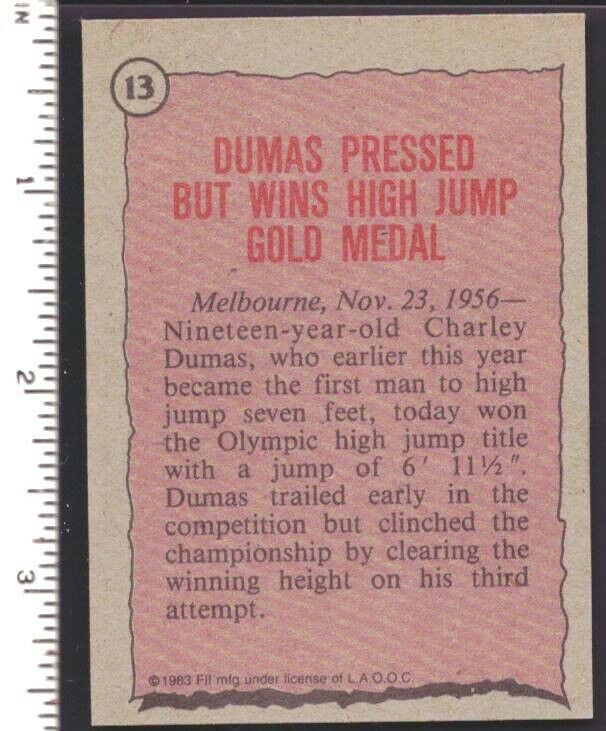 IN
1
2
3
13
DUMAS PRESSED
BUT WINS HIGH JUMP
GOLD MEDAL
Melbourne, Nov. 23, 1956—
Nineteen-year-old Charley
Dumas, who earlier this year
became the first man to high
jump seven feet, today won
the Olympic high jump title
with a jump of 6' 11½".
Dumas trailed early in the
competition but clinched the
championship by clearing the
winning height on his third
attempt.
©1983 FII mfg under license of L.A.O.O.C.